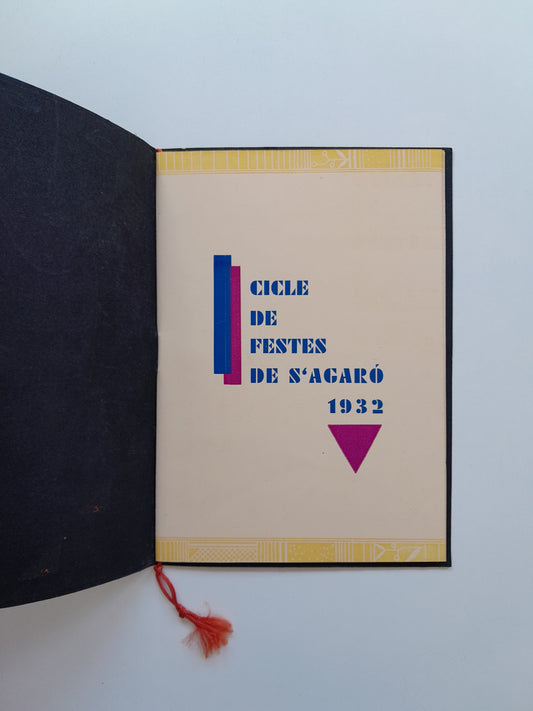 CICLE
DE
FESTES
DE S'AGARÓ
1932